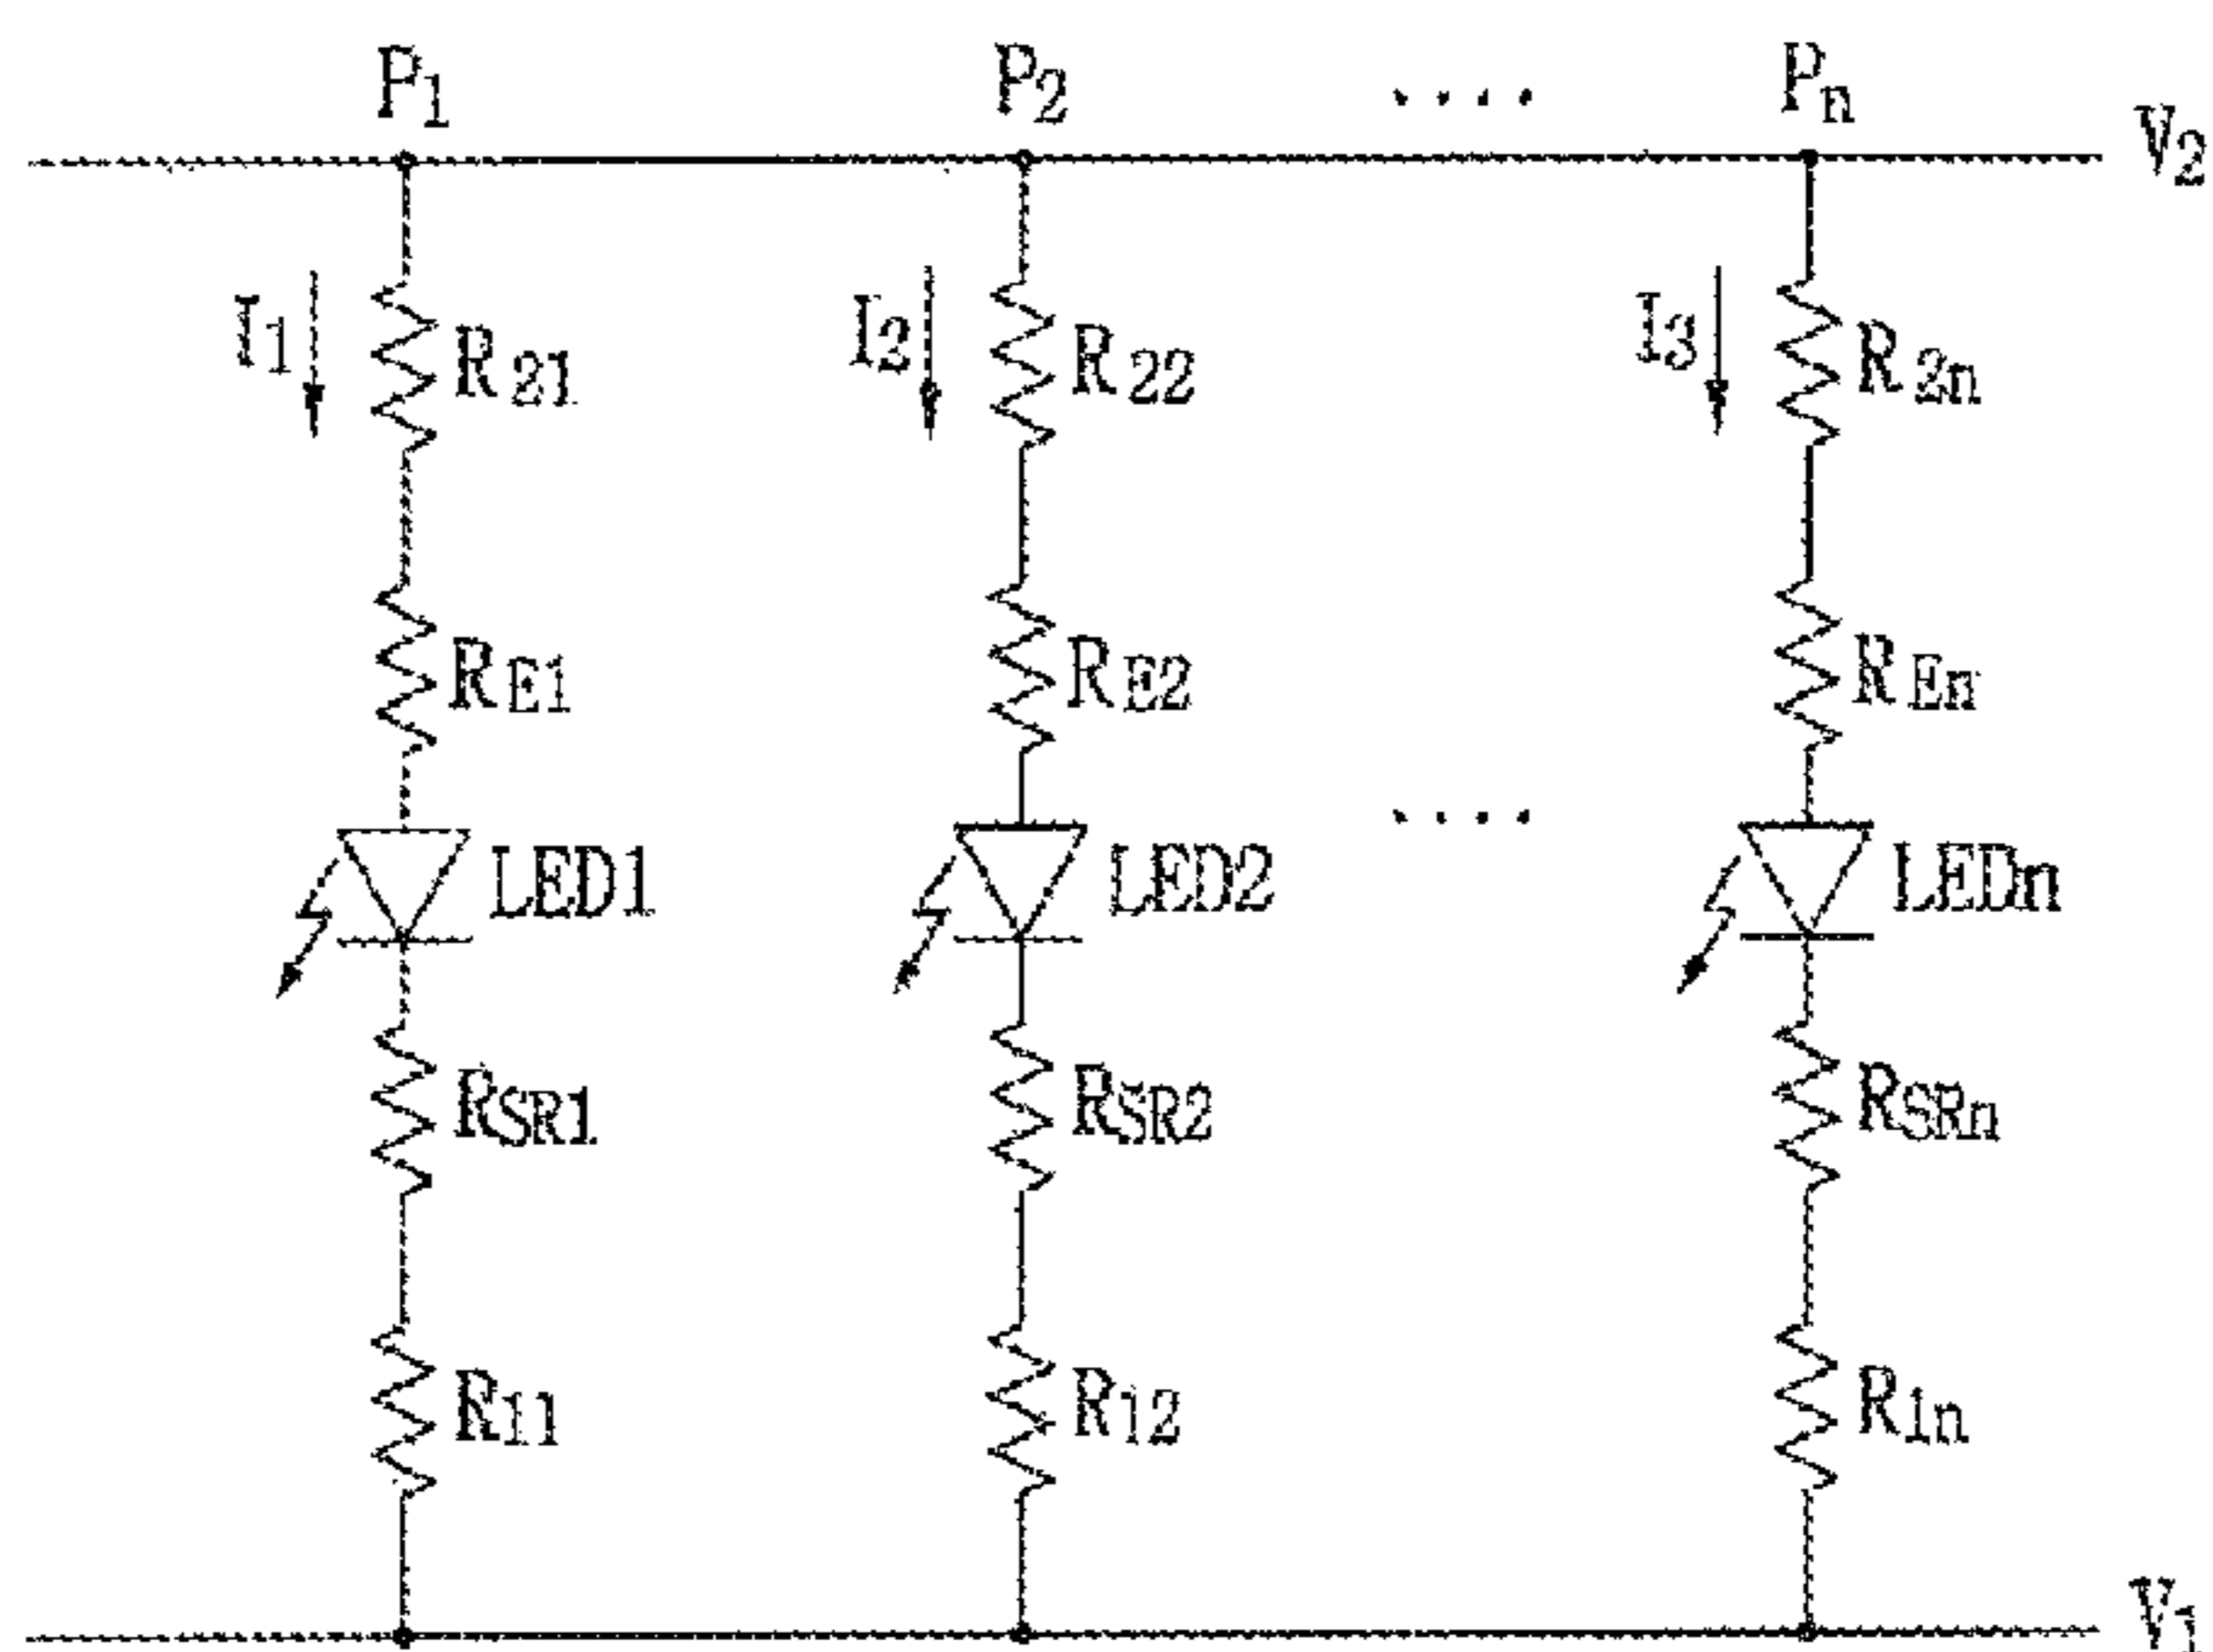 P1 P2 .... Pn
V2
I1 R21 I2 R22 I3 R2n
RE1 RE2 REn
LED1 LED2 .... LEDn
RSR1 RSR2 RSRn
R11 R12 R1n
V1